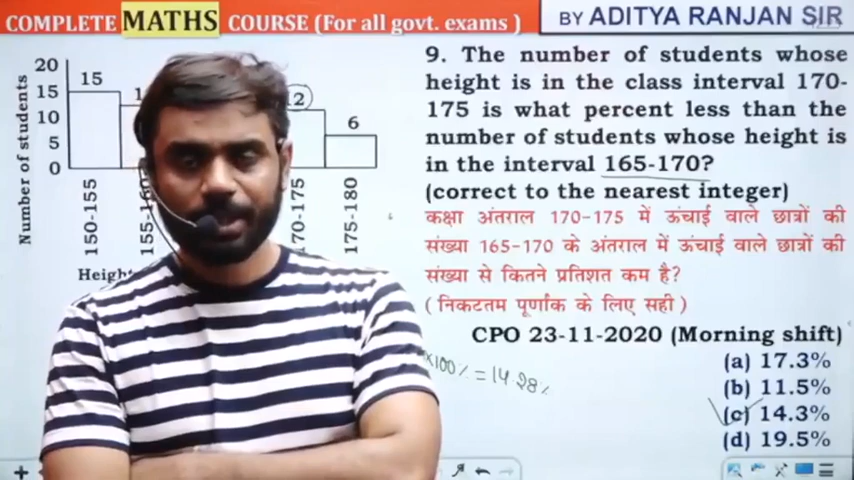 COMPLETE MATHS COURSE (For all govt. exams )
BY ADITYA RANJAN SIR
20
15
10
5
0
Number of students
15
12
6
150-155
155-160
170-175
175-180
Height
9. The number of students whose
height is in the class interval 170-
175 is what percent less than the
number of students whose height is
in the interval 165-170?
(correct to the nearest integer)
कक्षा अंतराल 170-175 में ऊंचाई वाले छात्रों की
संख्या 165-170 के अंतराल में ऊंचाई वाले छात्रों की
संख्या से कितने प्रतिशत कम है?
( निकटतम पूर्णांक के लिए सही )
CPO 23-11-2020 (Morning shift)
×100% = 14.28%
(a) 17.3%
(b) 11.5%
(c) 14.3%
(d) 19.5%